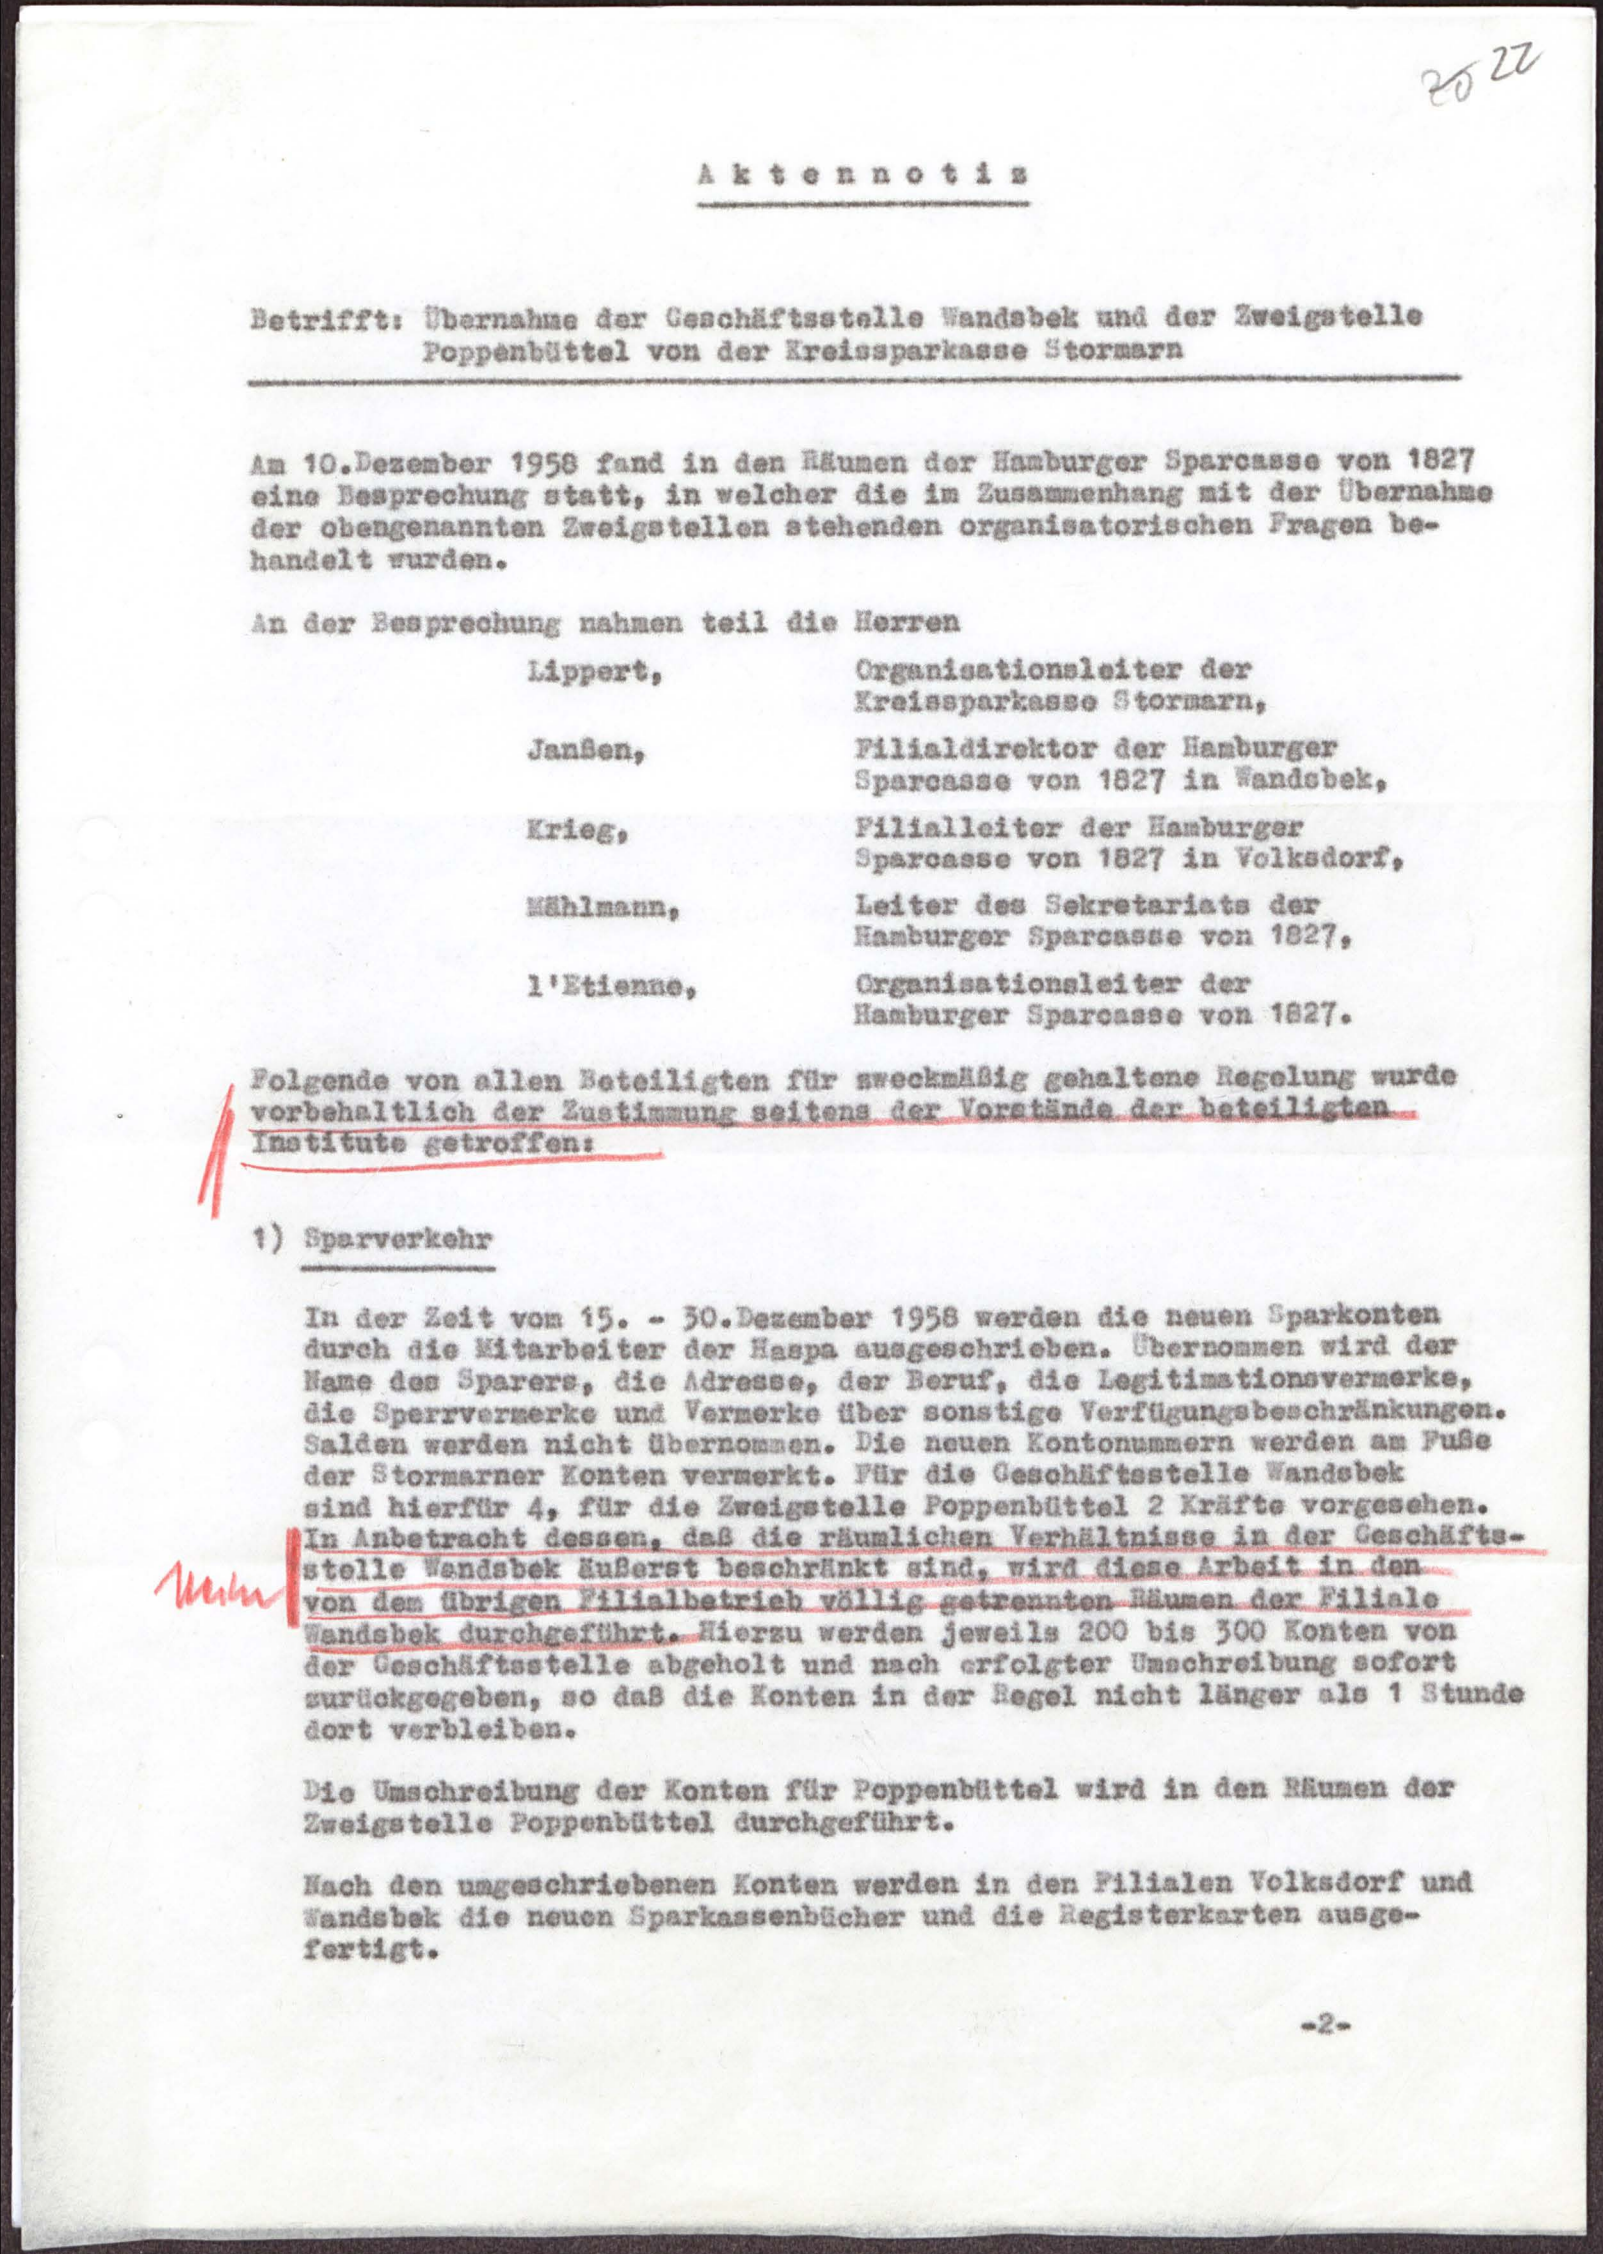 20 22
Aktennotiz
Betrifft: Übernahme der Geschäftsstelle Wandsbek und der Zweigstelle
Poppenbüttel von der Kreissparkasse Stormarn
Am 10.Dezember 1958 fand in den Räumen der Hamburger Sparcasse von 1827
eine Besprechung statt, in welcher die im Zusammenhang mit der Übernahme
der obengenannten Zweigstellen stehenden organisatorischen Fragen be-
handelt wurden.
An der Besprechung nahmen teil die Herren
Lippert, Organisationsleiter der
Kreissparkasse Stormarn,
Janßen, Filialdirektor der Hamburger
Sparcasse von 1827 in Wandsbek,
Krieg, Filialleiter der Hamburger
Sparcasse von 1827 in Volksdorf,
Mählmann, Leiter des Sekretariats der
Hamburger Sparcasse von 1827,
l'Etienne, Organisationsleiter der
Hamburger Sparcasse von 1827.
Folgende von allen Beteiligten für zweckmäßig gehaltene Regelung wurde
vorbehaltlich der Zustimmung seitens der Vorstände der beteiligten
Institute getroffen:
1) Sparverkehr
In der Zeit vom 15. - 30.Dezember 1958 werden die neuen Sparkonten
durch die Mitarbeiter der Haspa ausgeschrieben. Übernommen wird der
Name des Sparers, die Adresse, der Beruf, die Legitimationsvermerke,
die Sperrvermerke und Vermerke über sonstige Verfügungsbeschränkungen.
Salden werden nicht übernommen. Die neuen Kontonummern werden am Fuße
der Stormarner Konten vermerkt. Für die Geschäftsstelle Wandsbek
sind hierfür 4, für die Zweigstelle Poppenbüttel 2 Kräfte vorgesehen.
In Anbetracht dessen, daß die räumlichen Verhältnisse in der Geschäfts-
stelle Wandsbek äußerst beschränkt sind, wird diese Arbeit in den
von dem übrigen Filialbetrieb völlig getrennten Räumen der Filiale
Wandsbek durchgeführt. Hierzu werden jeweils 200 bis 300 Konten von
der Geschäftsstelle abgeholt und nach erfolgter Umschreibung sofort
zurückgegeben, so daß die Konten in der Regel nicht länger als 1 Stunde
dort verbleiben.
Die Umschreibung der Konten für Poppenbüttel wird in den Räumen der
Zweigstelle Poppenbüttel durchgeführt.
Nach den umgeschriebenen Konten werden in den Filialen Volksdorf und
Wandsbek die neuen Sparkassenbücher und die Registerkarten ausge-
fertigt.
-2-